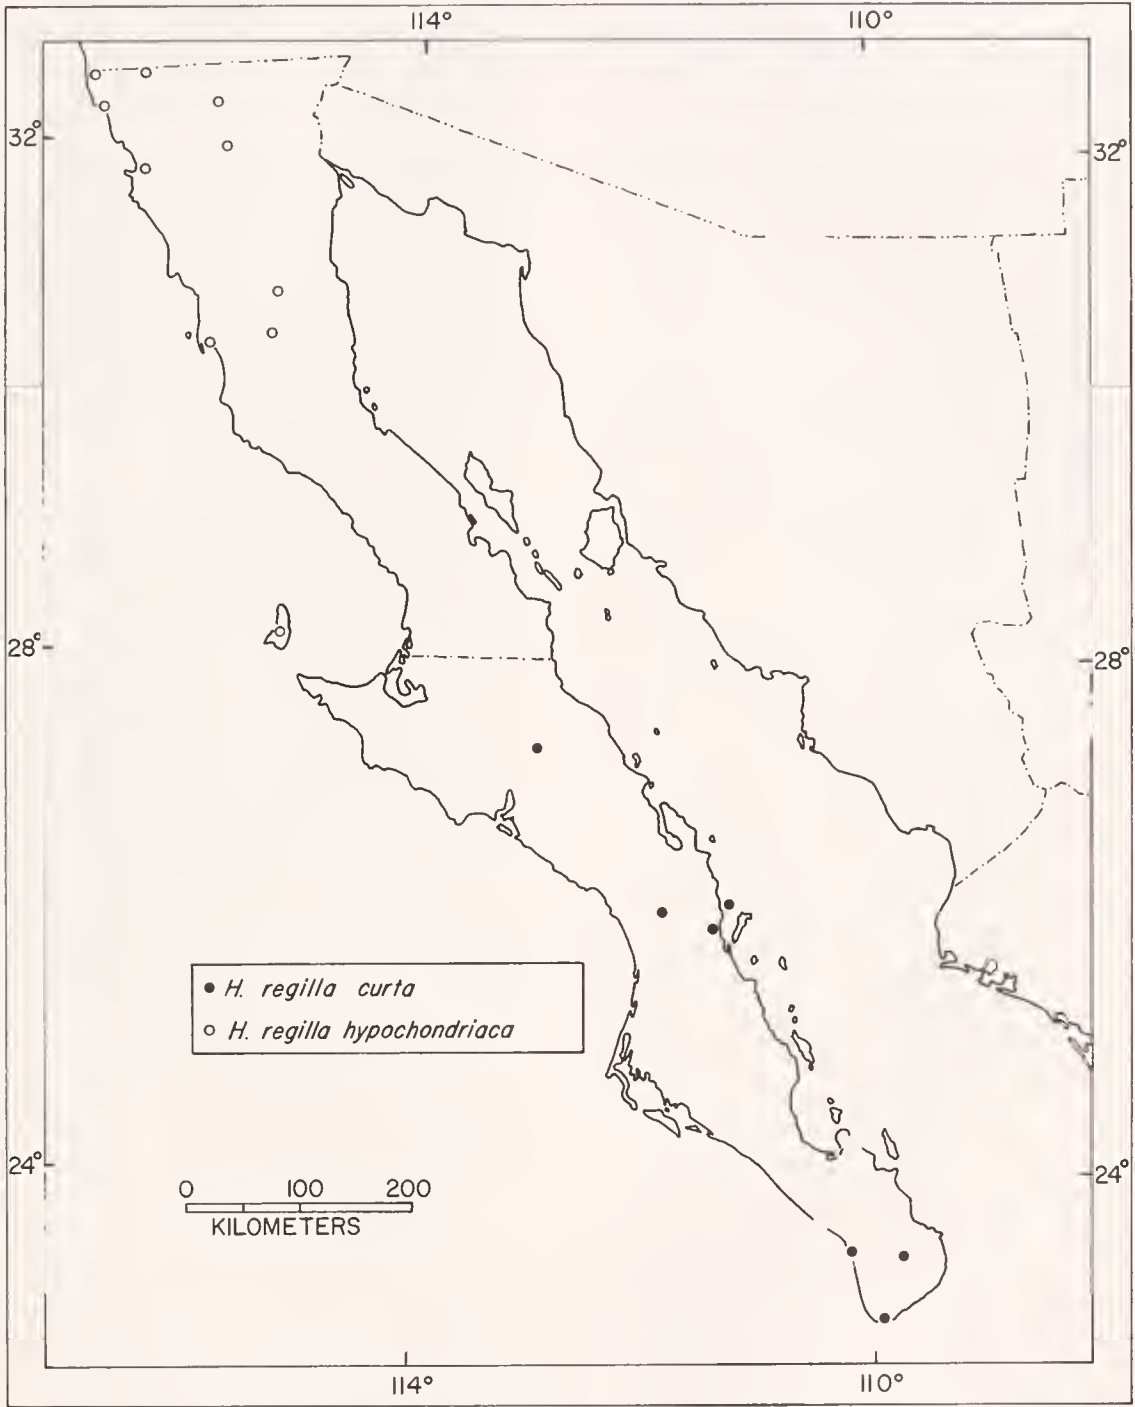 114° 110°
32° 32°
28° 28°
● H. regilla curta
○ H. regilla hypochondriaca
24° 24°
0 100 200
KILOMETERS
114° 110°